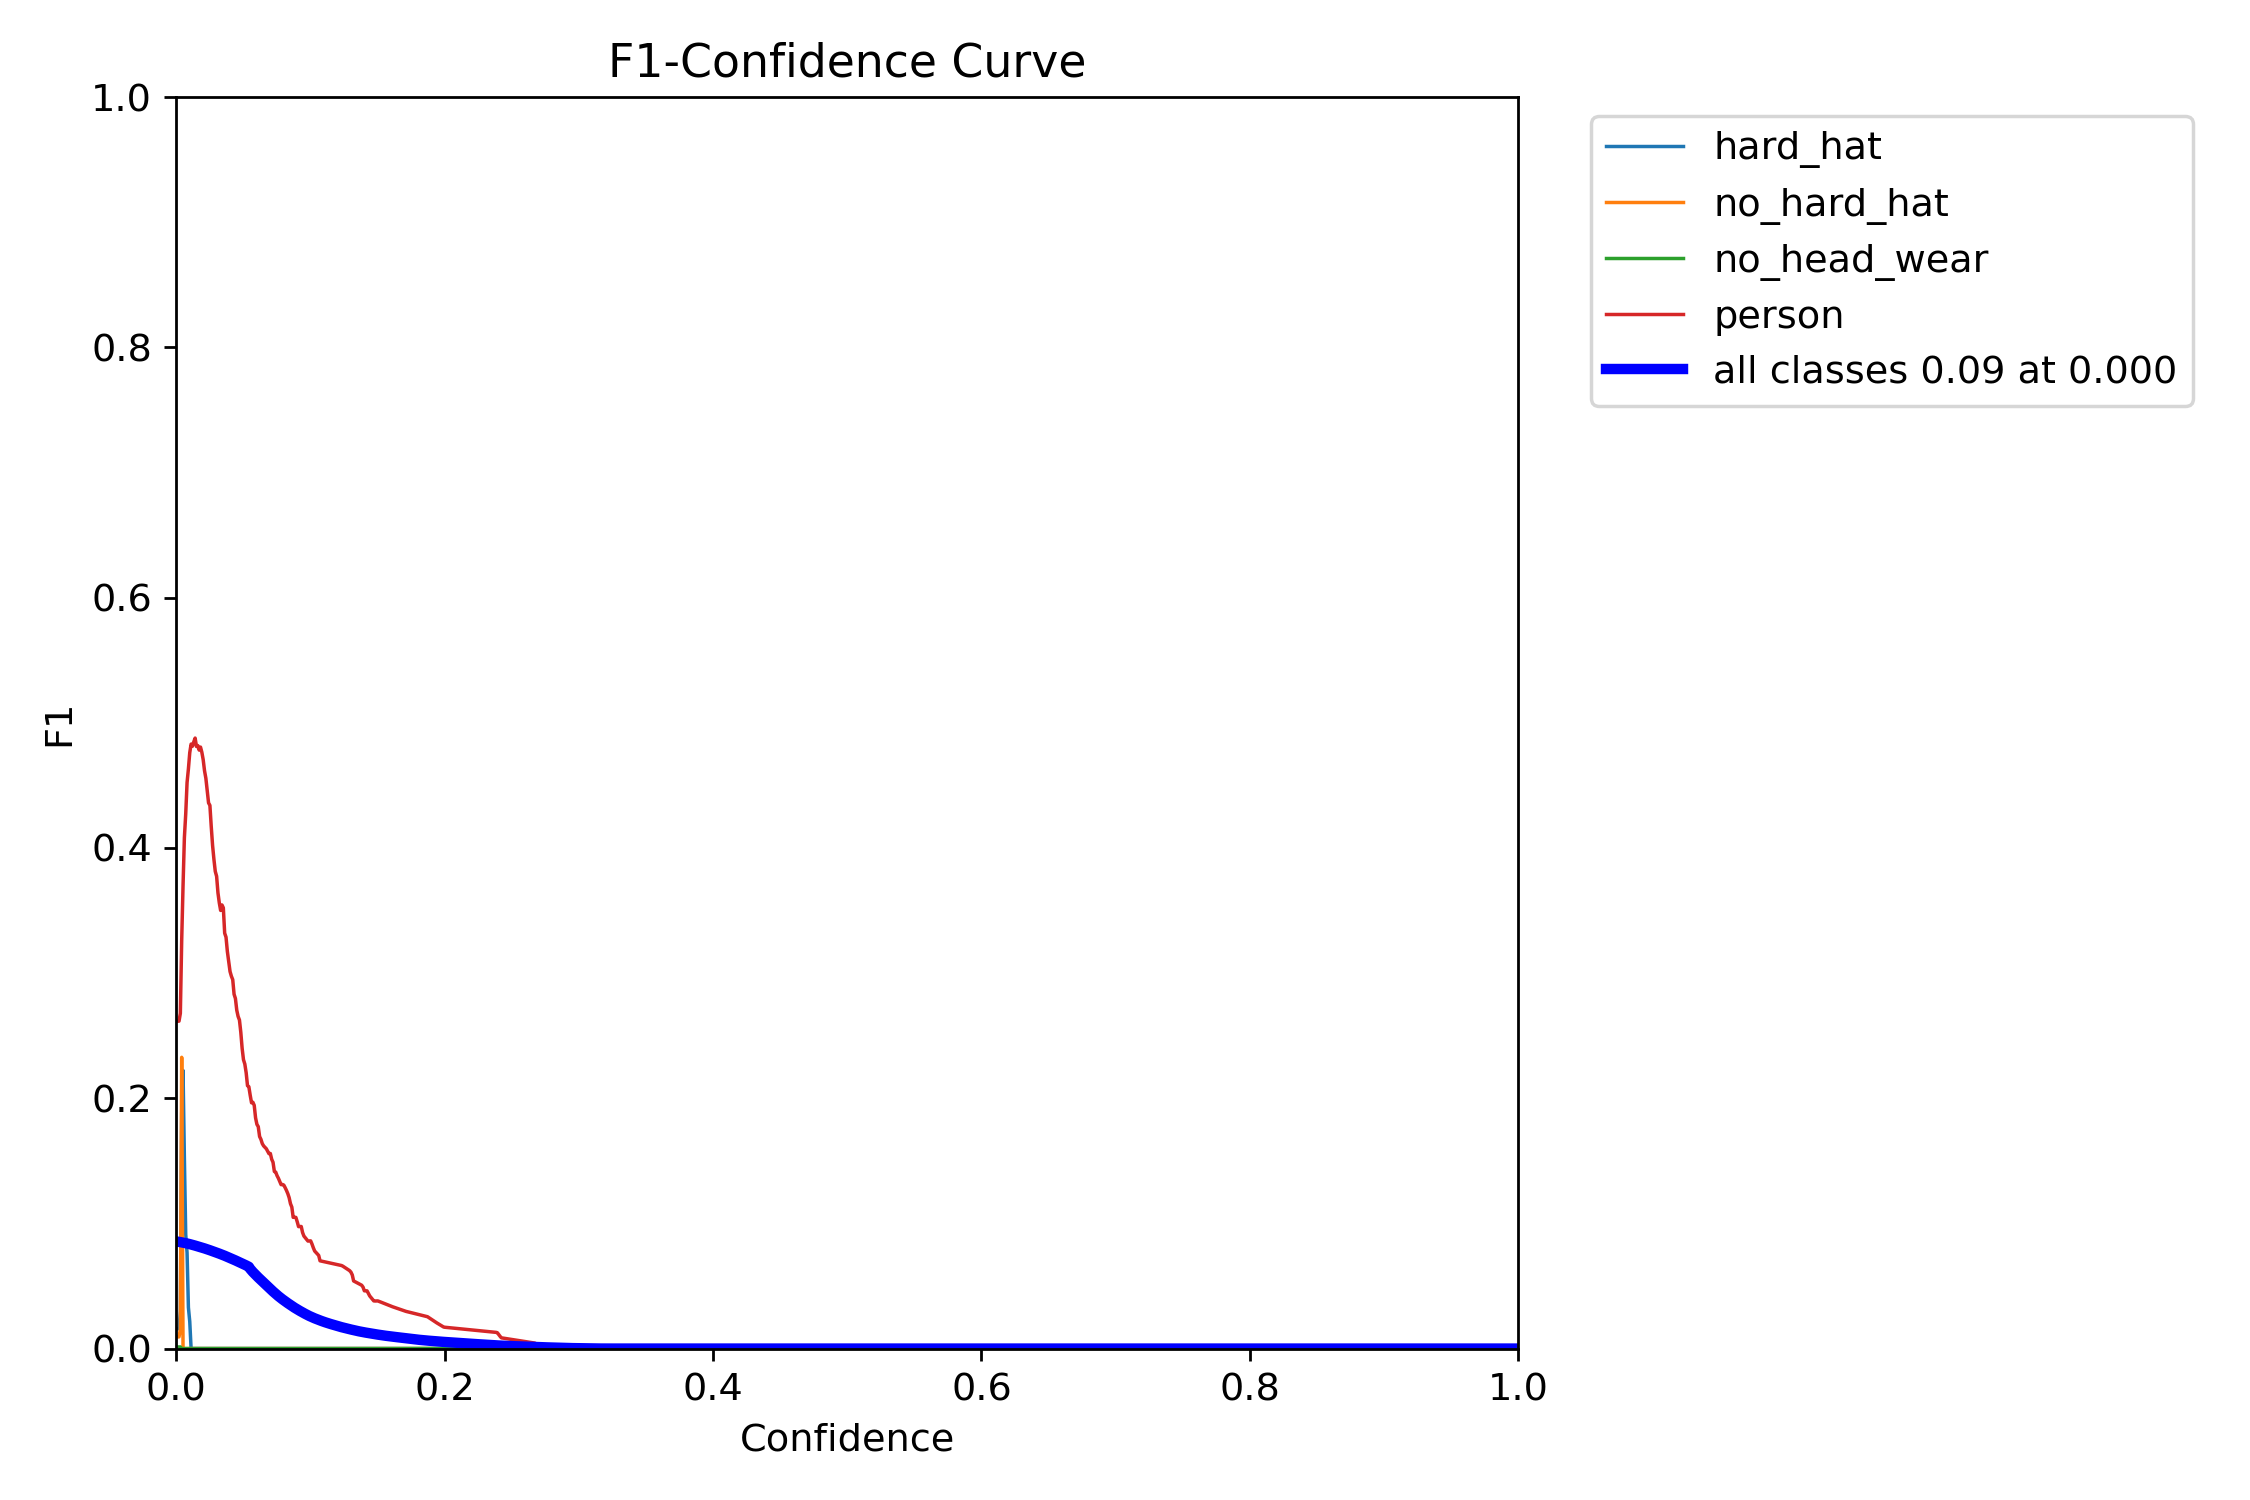 F1-Confidence Curve
1.0
0.8
0.6
0.4
0.2
0.0
F1
0.0 0.2 0.4 0.6 0.8 1.0
Confidence
hard_hat
no_hard_hat
no_head_wear
person
all classes 0.09 at 0.000